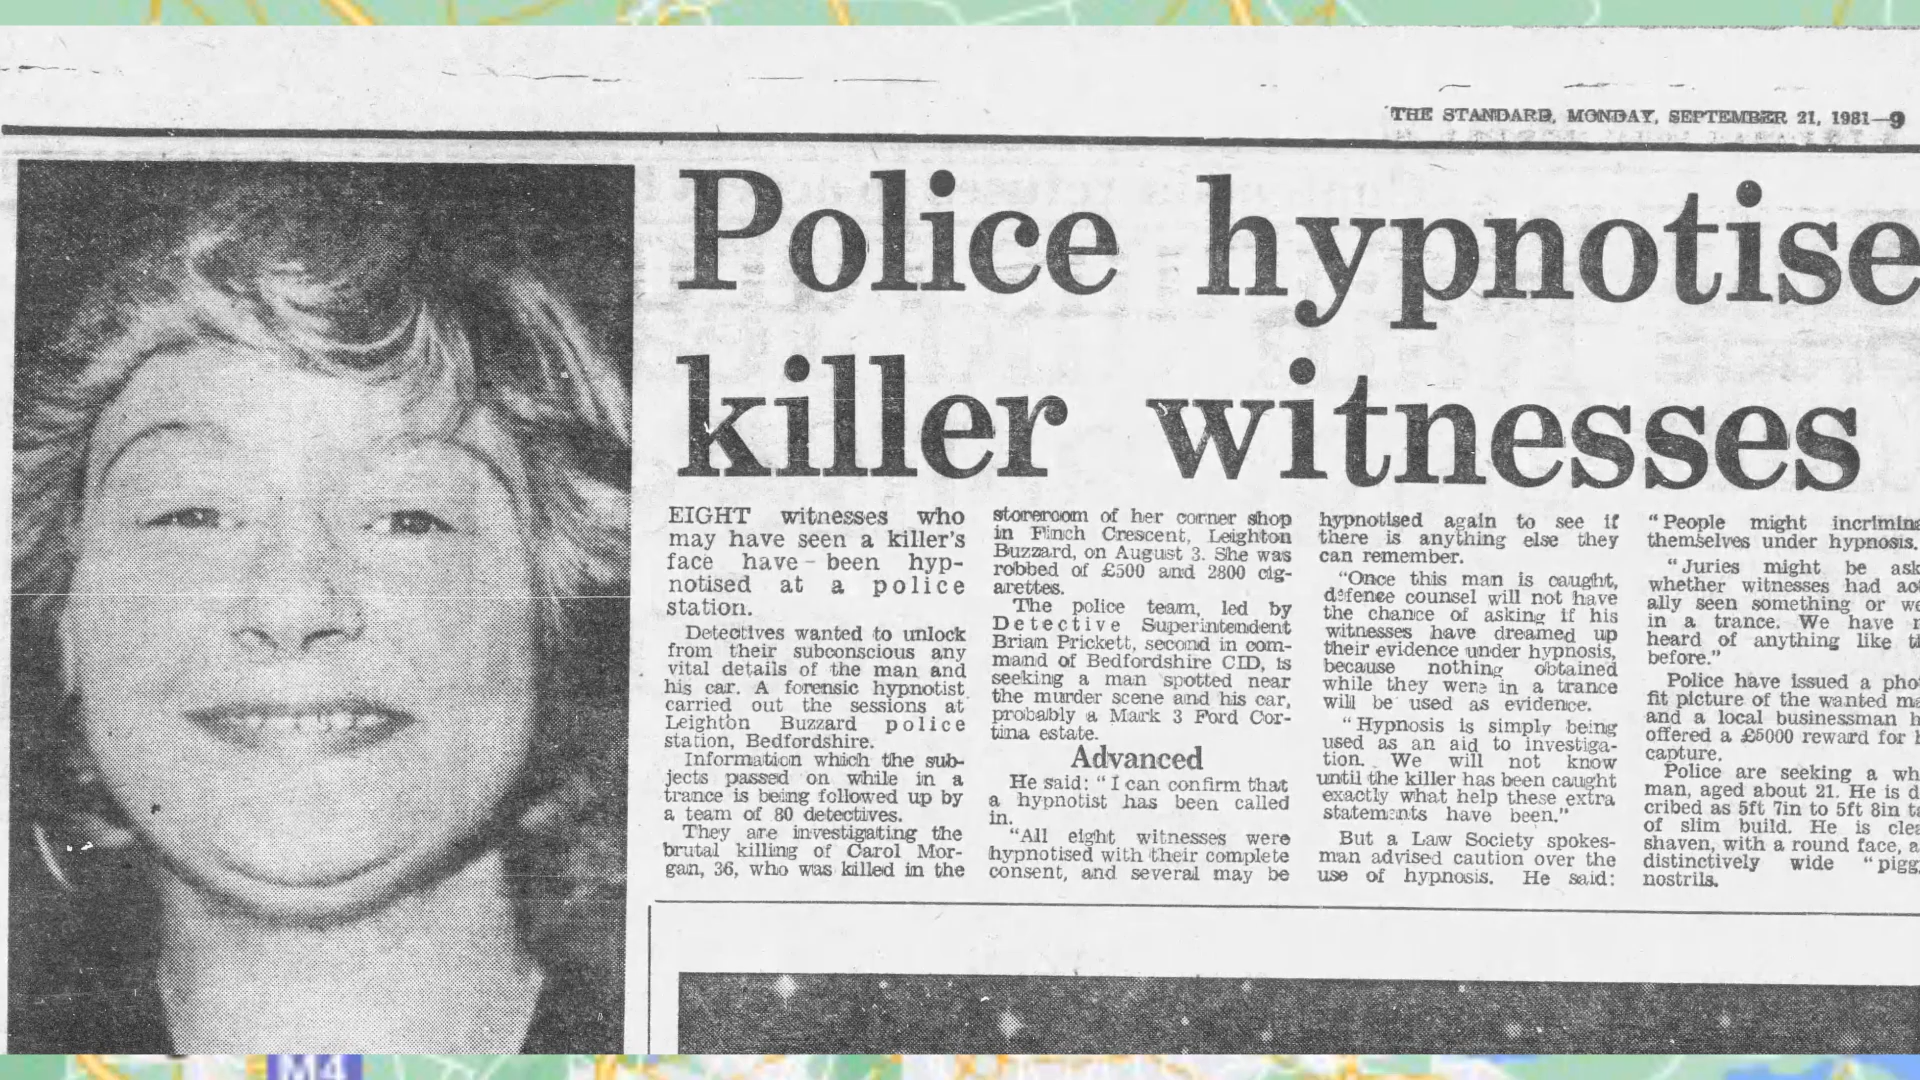 THE STANDARD, MONDAY, SEPTEMBER 21, 1981—9
Police hypnotise
killer witnesses
EIGHT witnesses who
may have seen a killer's
face have - been hyp-
notised at a police
station.
Detectives wanted to unlock
from their subconscious any
vital details of the man and
his car. A forensic hypnotist
carried out the sessions at
Leighton Buzzard police
station, Bedfordshire.
Information which the sub-
jects passed on while in a
trance is being followed up by
a team of 80 detectives.
They are investigating the
brutal killing of Carol Mor-
gan, 36, who was killed in the
storeroom of her corner shop
in Finch Crescent, Leighton
Buzzard, on August 3. She was
robbed of £500 and 2800 cig-
arettes.
The police team, led by
Detective Superintendent
Brian Prickett, second in com-
mand of Bedfordshire CID, is
seeking a man spotted near
the murder scene and his car,
probably a Mark 3 Ford Cor-
tina estate.
Advanced
He said: “I can confirm that
a hypnotist has been called
in.
“All eight witnesses were
hypnotised with their complete
consent, and several may be
hypnotised again to see if
there is anything else they
can remember.
“Once this man is caught,
defence counsel will not have
the chance of asking if his
witnesses have dreamed up
their evidence under hypnosis,
because nothing obtained
while they were in a trance
will be used as evidence.
“Hypnosis is simply being
used as an aid to investiga-
tion. We will not know
until the killer has been caught
exactly what help these extra
statements have been.”
But a Law Society spokes-
man advised caution over the
use of hypnosis. He said:
“People might incrimina
themselves under hypnosis.
“Juries might be ask
whether witnesses had act
ally seen something or we
in a trance. We have n
heard of anything like th
before.”
Police have issued a pho
fit picture of the wanted ma
and a local businessman h
offered a £5000 reward for h
capture.
Police are seeking a wh
man, aged about 21. He is d
cribed as 5ft 7in to 5ft 8in ta
of slim build. He is clea
shaven, with a round face, a
distinctively wide “pigg
nostrils.
M4